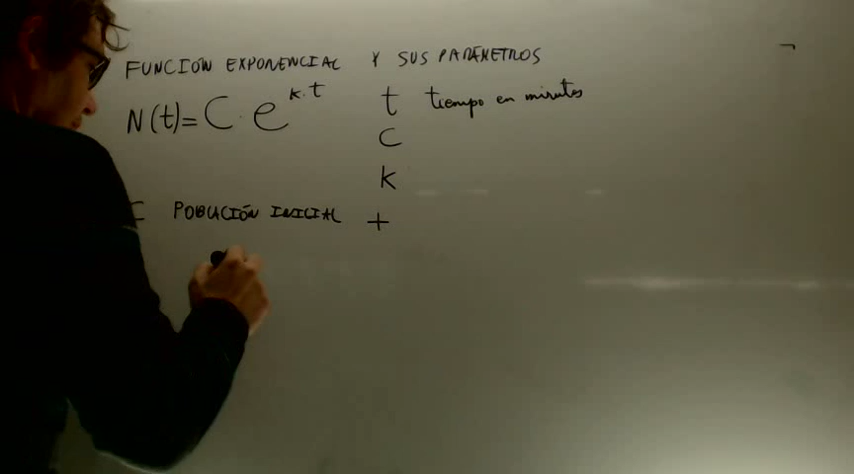 FUNCIÓN EXPONENCIAL Y SUS PARÁMETROS
N(t)= C · e^k·t
t tiempo en minutos
C
K
C POBLACIÓN INICIAL +